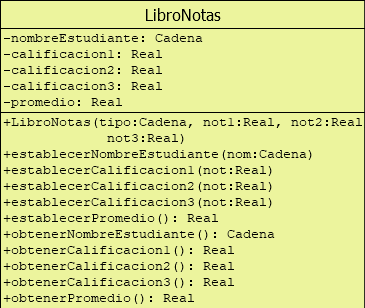 LibroNotas
-nombreEstudiante: Cadena
-calificacion1: Real
-calificacion2: Real
-calificacion3: Real
-promedio: Real
+LibroNotas(tipo:Cadena, not1:Real, not2:Real
not3:Real)
+establecerNombreEstudiante(nom:Cadena)
+establecerCalificacion1(not:Real)
+establecerCalificacion2(not:Real)
+establecerCalificacion3(not:Real)
+establecerPromedio(): Real
+obtenerNombreEstudiante(): Cadena
+obtenerCalificacion1(): Real
+obtenerCalificacion2(): Real
+obtenerCalificacion3(): Real
+obtenerPromedio(): Real